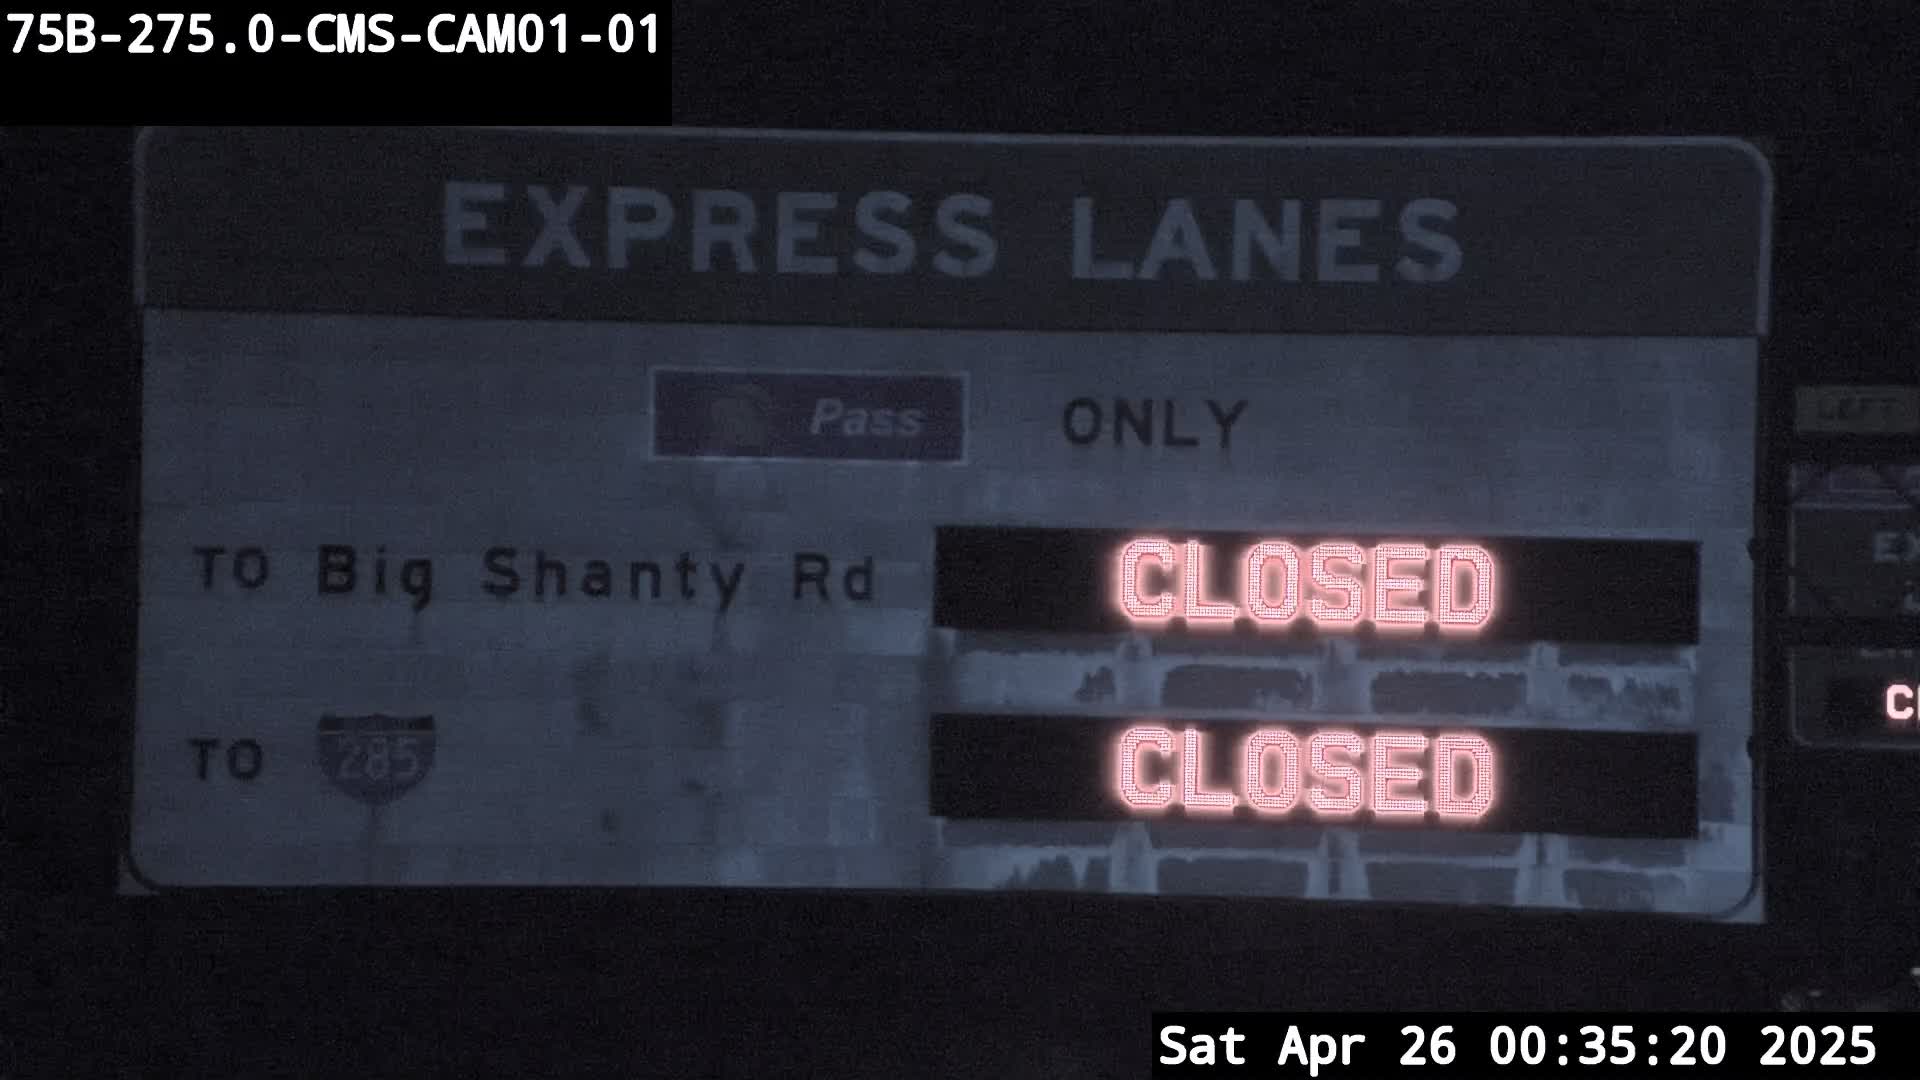 75B-275.0-CMS-CAM01-01
EXPRESS LANES
Pass ONLY
TO Big Shanty Rd CLOSED
TO 285 CLOSED
LEFT
Sat Apr 26 00:35:20 2025